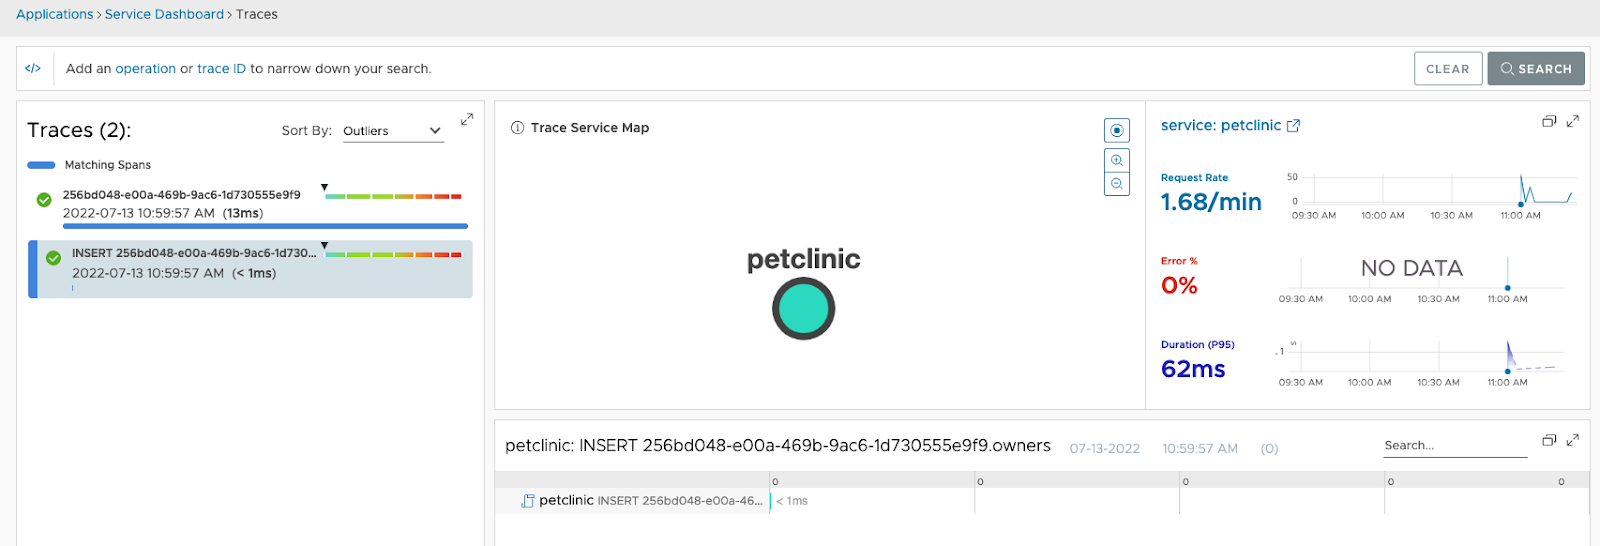 Applications > Service Dashboard > Traces
</> Add an operation or trace ID to narrow down your search.
CLEAR
SEARCH
Traces (2):
Sort By: Outliers
Matching Spans
256bd048-e00a-469b-9ac6-1d730555e9f9
2022-07-13 10:59:57 AM (13ms)
INSERT 256bd048-e00a-469b-9ac6-1d730...
2022-07-13 10:59:57 AM (< 1ms)
Trace Service Map
petclinic
service: petclinic
Request Rate
1.68/min
50
0
09:30 AM 10:00 AM 10:30 AM 11:00 AM
Error %
0%
NO DATA
09:30 AM 10:00 AM 10:30 AM 11:00 AM
Duration (P95)
62ms
.1 s
09:30 AM 10:00 AM 10:30 AM 11:00 AM
petclinic: INSERT 256bd048-e00a-469b-9ac6-1d730555e9f9.owners 07-13-2022 10:59:57 AM (0)
Search...
0 0 0 0 0
petclinic INSERT 256bd048-e00a-46... < 1ms